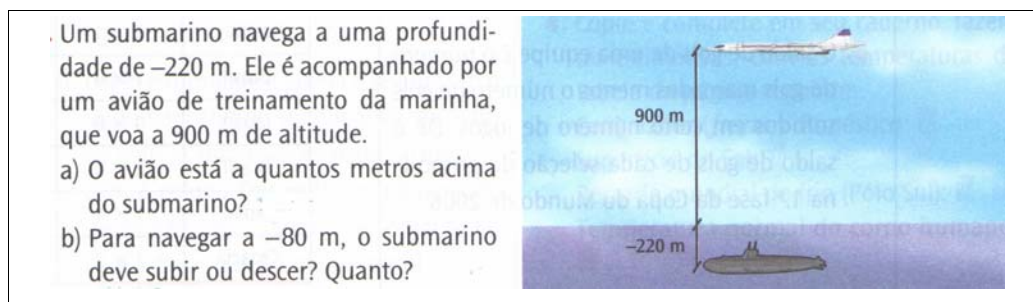 Um submarino navega a uma profundi-
dade de –220 m. Ele é acompanhado por
um avião de treinamento da marinha,
que voa a 900 m de altitude.
a) O avião está a quantos metros acima
do submarino?
b) Para navegar a –80 m, o submarino
deve subir ou descer? Quanto?
900 m
–220 m